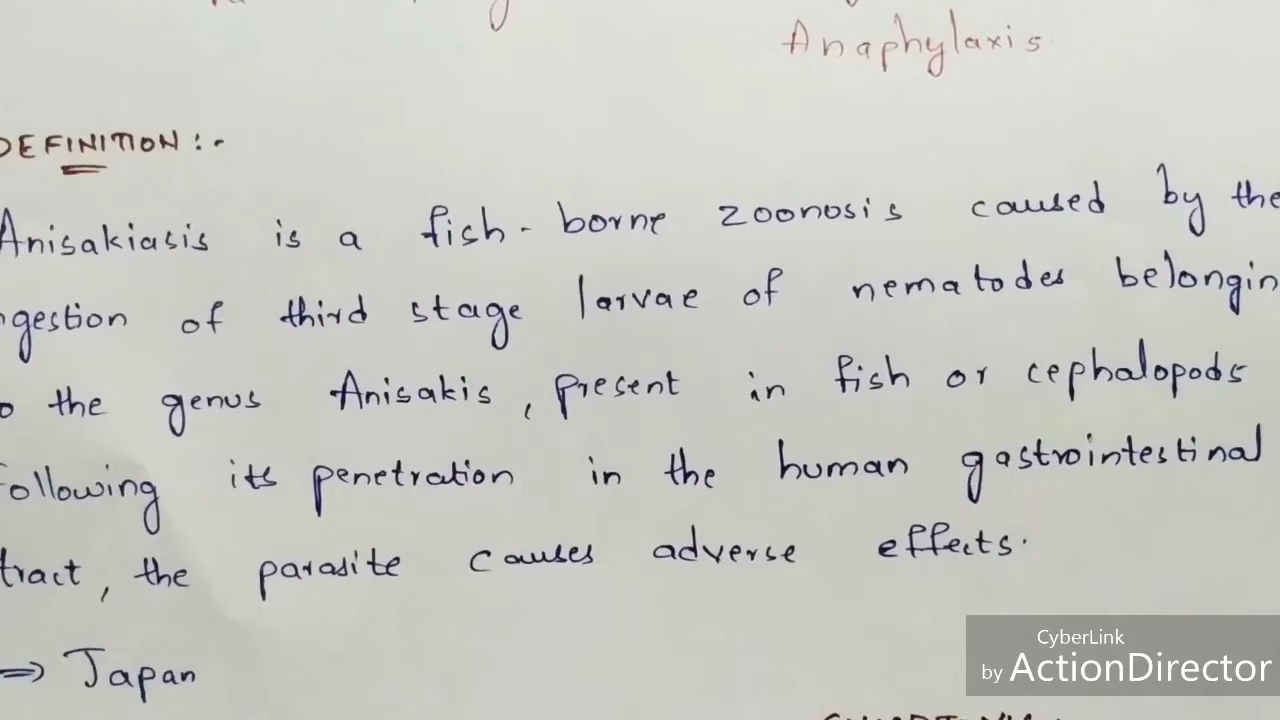 Anaphylaxis
DEFINITION:-
Anisakiasis is a fish-borne zoonosis caused by the
ngestion of third stage larvae of nematodes belongin
o the genus Anisakis, present in fish or cephalopods
Following its penetration in the human gastrointestinal
tract, the parasite causes adverse effects.
⇒ Japan
CyberLink
by ActionDirector